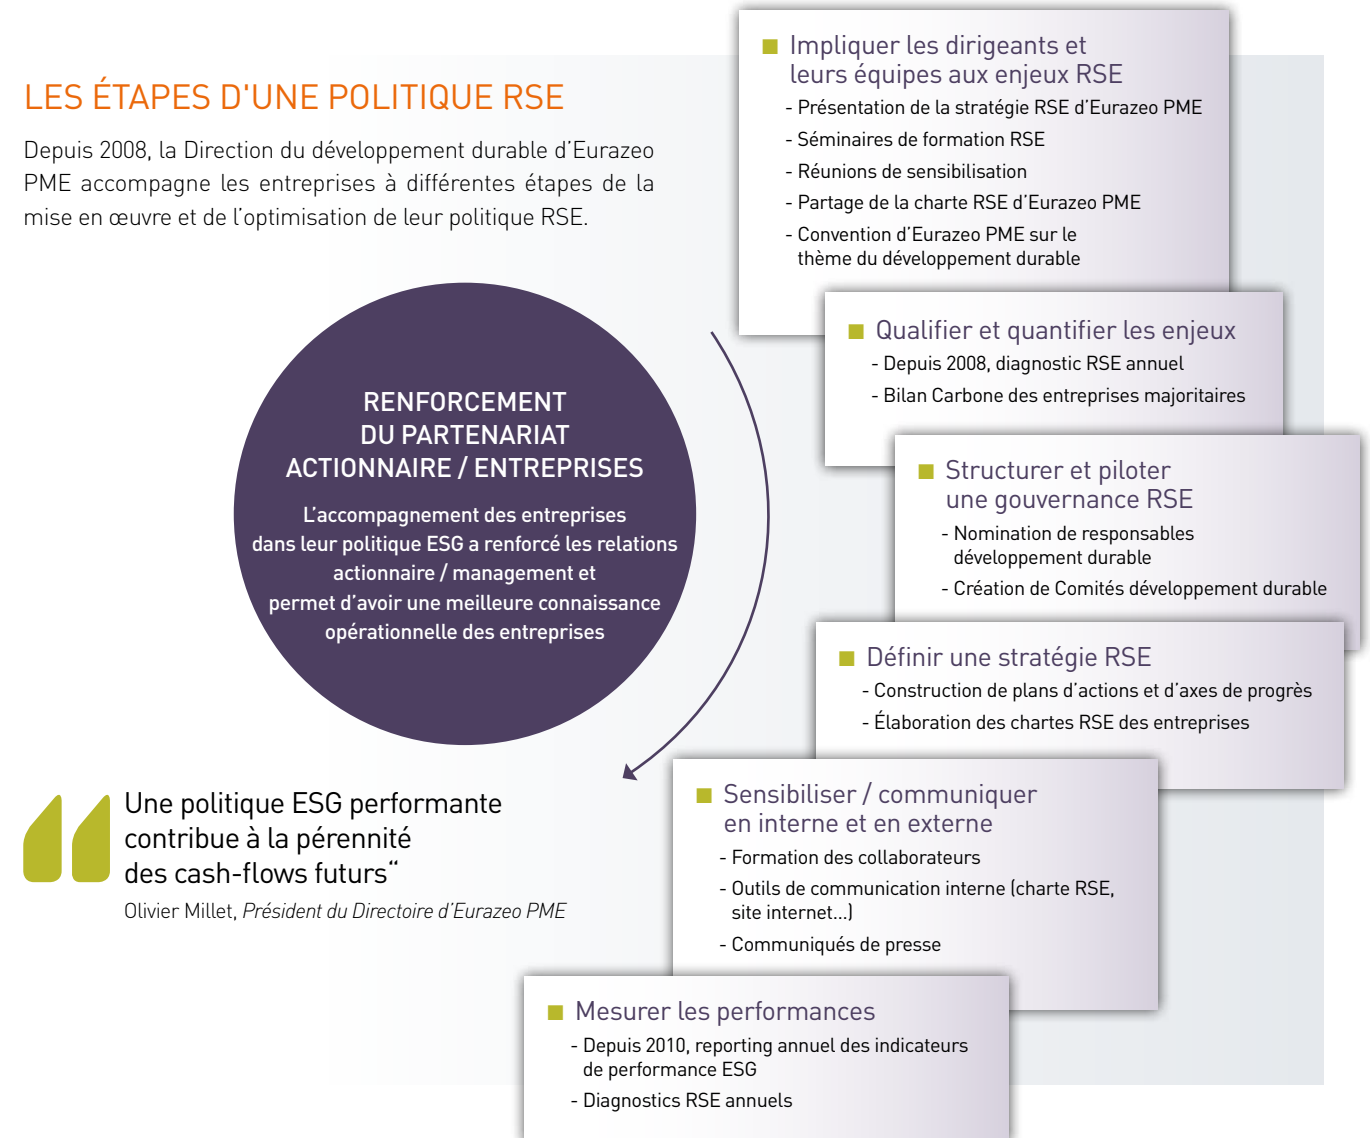 LES ÉTAPES D'UNE POLITIQUE RSE
Depuis 2008, la Direction du développement durable d’Eurazeo
PME accompagne les entreprises à différentes étapes de la
mise en œuvre et de l’optimisation de leur politique RSE.
RENFORCEMENT
DU PARTENARIAT
ACTIONNAIRE / ENTREPRISES
L’accompagnement des entreprises
dans leur politique ESG a renforcé les relations
actionnaire / management et
permet d’avoir une meilleure connaissance
opérationnelle des entreprises
Une politique ESG performante
contribue à la pérennité
des cash-flows futurs“
Olivier Millet, Président du Directoire d’Eurazeo PME
Impliquer les dirigeants et
leurs équipes aux enjeux RSE
- Présentation de la stratégie RSE d’Eurazeo PME
- Séminaires de formation RSE
- Réunions de sensibilisation
- Partage de la charte RSE d’Eurazeo PME
- Convention d’Eurazeo PME sur le
thème du développement durable
Qualifier et quantifier les enjeux
- Depuis 2008, diagnostic RSE annuel
- Bilan Carbone des entreprises majoritaires
Structurer et piloter
une gouvernance RSE
- Nomination de responsables
développement durable
- Création de Comités développement durable
Définir une stratégie RSE
- Construction de plans d’actions et d’axes de progrès
- Élaboration des chartes RSE des entreprises
Sensibiliser / communiquer
en interne et en externe
- Formation des collaborateurs
- Outils de communication interne (charte RSE,
site internet...)
- Communiqués de presse
Mesurer les performances
- Depuis 2010, reporting annuel des indicateurs
de performance ESG
- Diagnostics RSE annuels